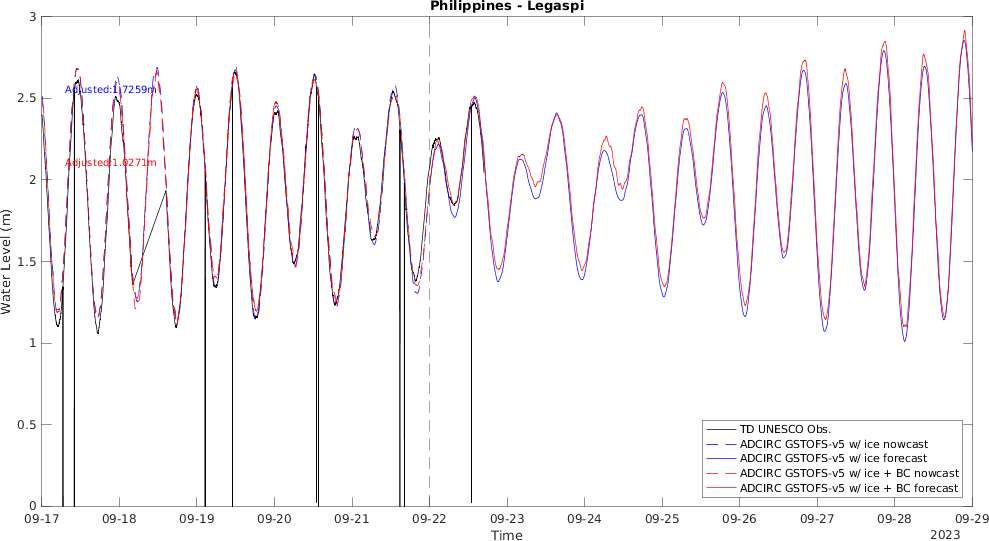 Philippines - Legaspi
3
2.5
2
1.5
1
0.5
0
Water Level (m)
Adjusted:1.7259m
Adjusted:1.0271m
TD UNESCO Obs.
ADCIRC GSTOFS-v5 w/ ice nowcast
ADCIRC GSTOFS-v5 w/ ice forecast
ADCIRC GSTOFS-v5 w/ ice + BC nowcast
ADCIRC GSTOFS-v5 w/ ice + BC forecast
09-17 09-18 09-19 09-20 09-21 09-22 09-23 09-24 09-25 09-26 09-27 09-28 09-29
Time
2023